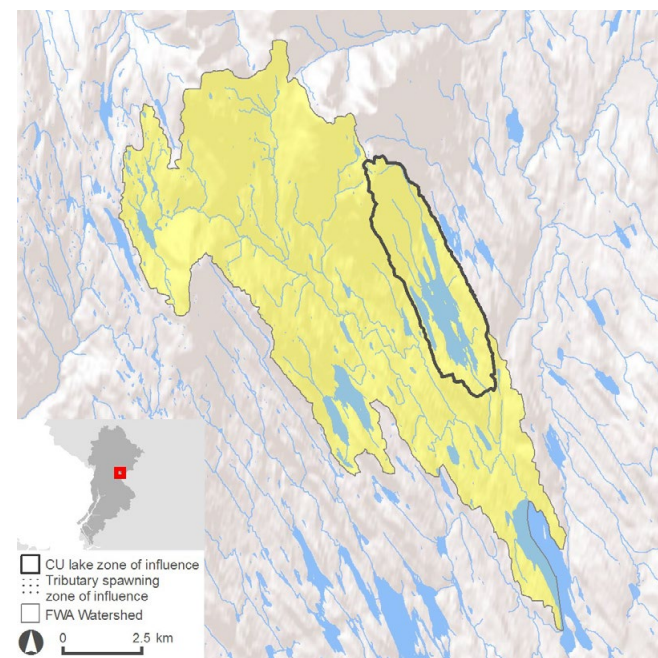 CU lake zone of influence
Tributary spawning
zone of influence
FWA Watershed
0 2.5 km